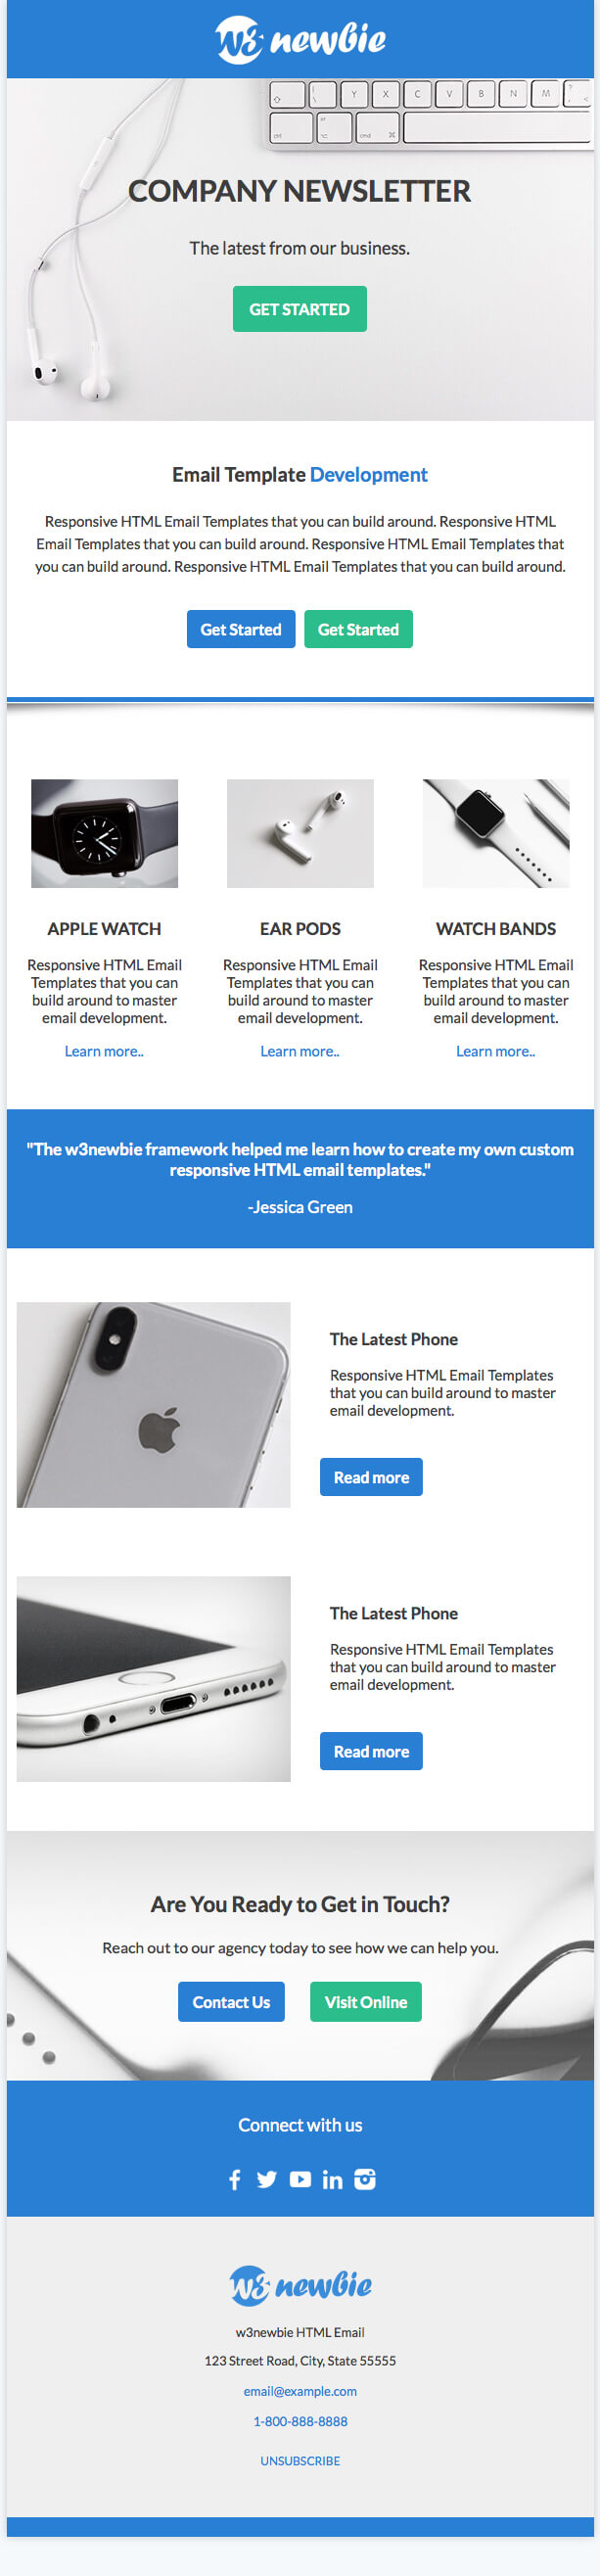 w3 newbie
Y X C V B N M
COMPANY NEWSLETTER
The latest from our business.
GET STARTED
Email Template Development
Responsive HTML Email Templates that you can build around. Responsive HTML
Email Templates that you can build around. Responsive HTML Email Templates that
you can build around. Responsive HTML Email Templates that you can build around.
Get Started Get Started
APPLE WATCH
Responsive HTML Email
Templates that you can
build around to master
email development.
Learn more..
EAR PODS
Responsive HTML Email
Templates that you can
build around to master
email development.
Learn more..
WATCH BANDS
Responsive HTML Email
Templates that you can
build around to master
email development.
Learn more..
"The w3newbie framework helped me learn how to create my own custom
responsive HTML email templates."
-Jessica Green
The Latest Phone
Responsive HTML Email Templates
that you can build around to master
email development.
Read more
The Latest Phone
Responsive HTML Email Templates
that you can build around to master
email development.
Read more
Are You Ready to Get in Touch?
Reach out to our agency today to see how we can help you.
Contact Us Visit Online
Connect with us
w3 newbie
w3newbie HTML Email
123 Street Road, City, State 55555
email@example.com
1-800-888-8888
UNSUBSCRIBE